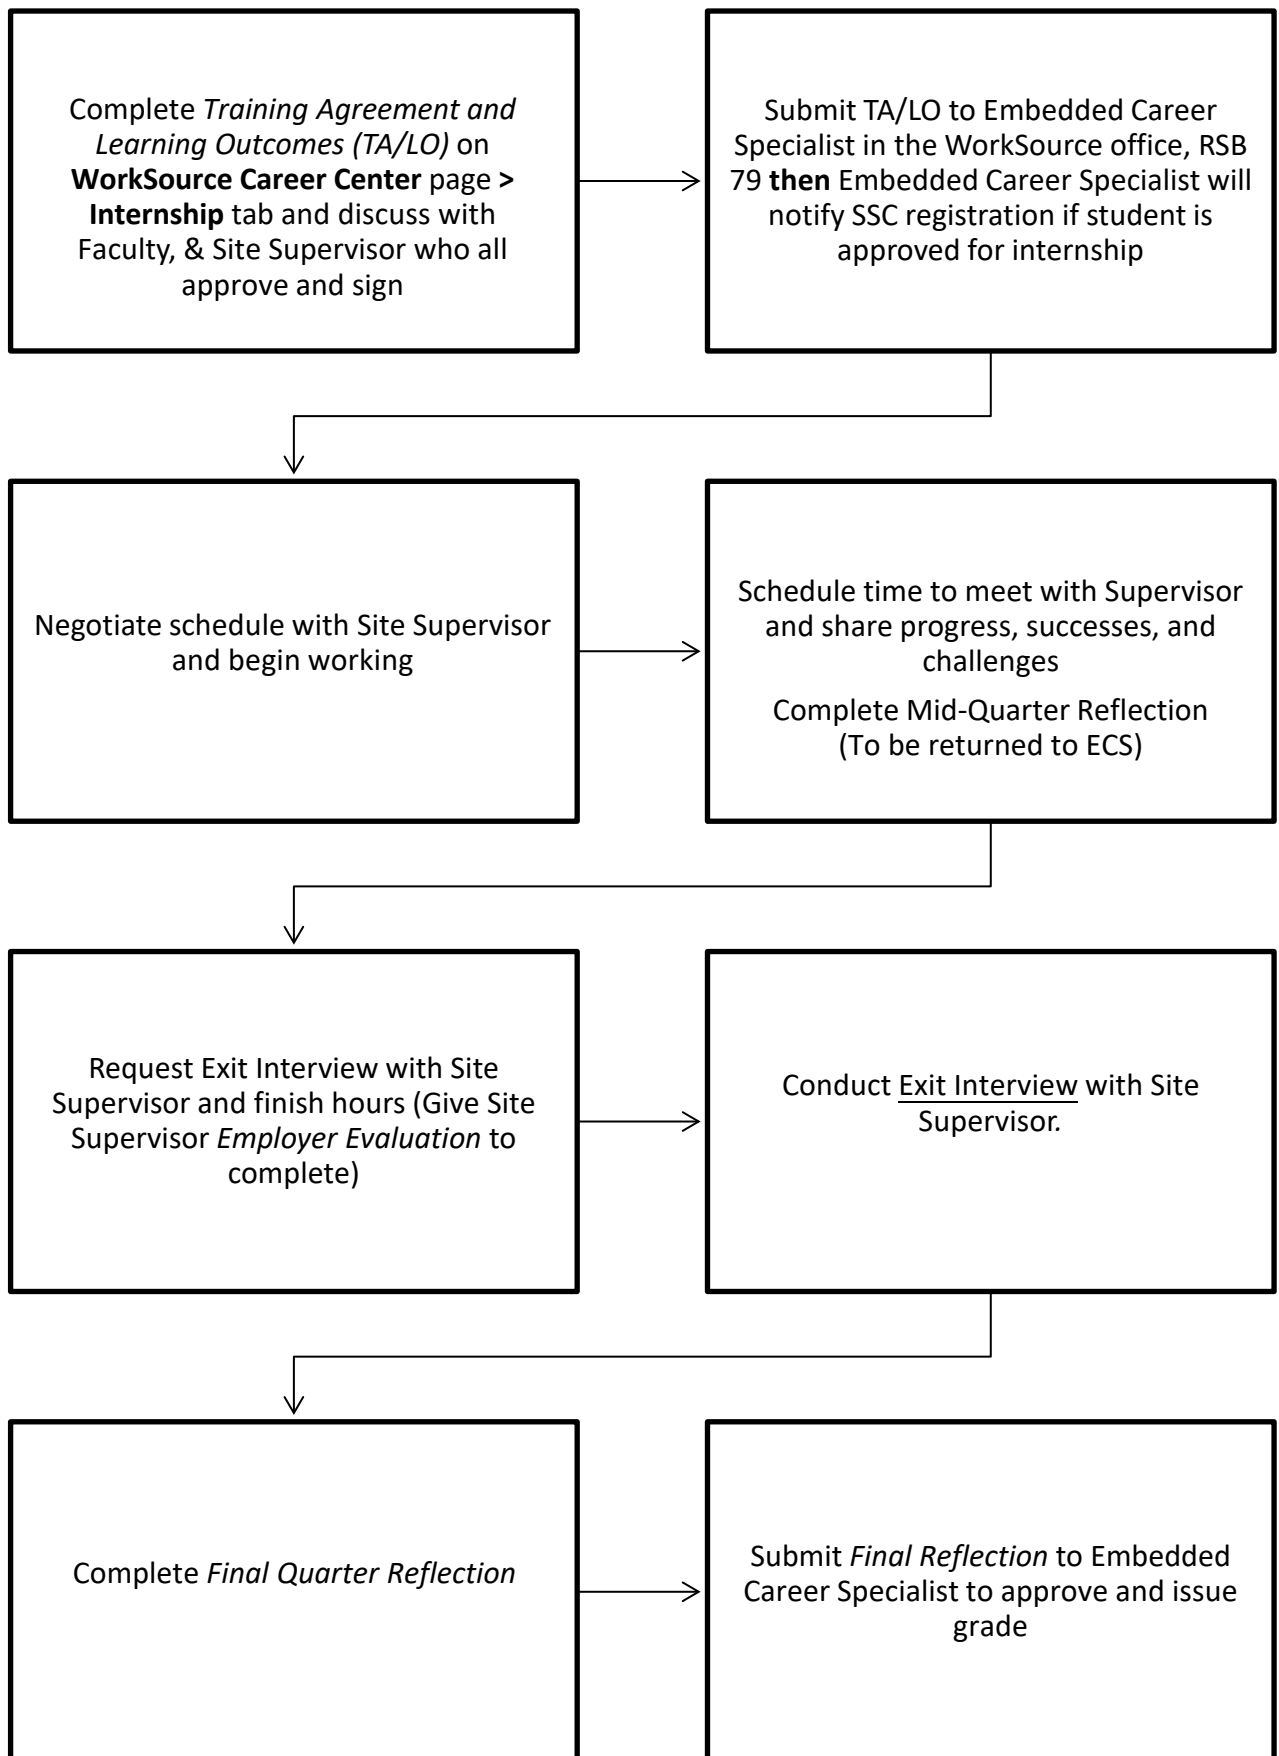 Complete Training Agreement and
Learning Outcomes (TA/LO) on
WorkSource Career Center page >
Internship tab and discuss with
Faculty, & Site Supervisor who all
approve and sign
Submit TA/LO to Embedded Career
Specialist in the WorkSource office, RSB
79 then Embedded Career Specialist will
notify SSC registration if student is
approved for internship
Negotiate schedule with Site Supervisor
and begin working
Schedule time to meet with Supervisor
and share progress, successes, and
challenges
Complete Mid-Quarter Reflection
(To be returned to ECS)
Request Exit Interview with Site
Supervisor and finish hours (Give Site
Supervisor Employer Evaluation to
complete)
Conduct Exit Interview with Site
Supervisor.
Complete Final Quarter Reflection
Submit Final Reflection to Embedded
Career Specialist to approve and issue
grade